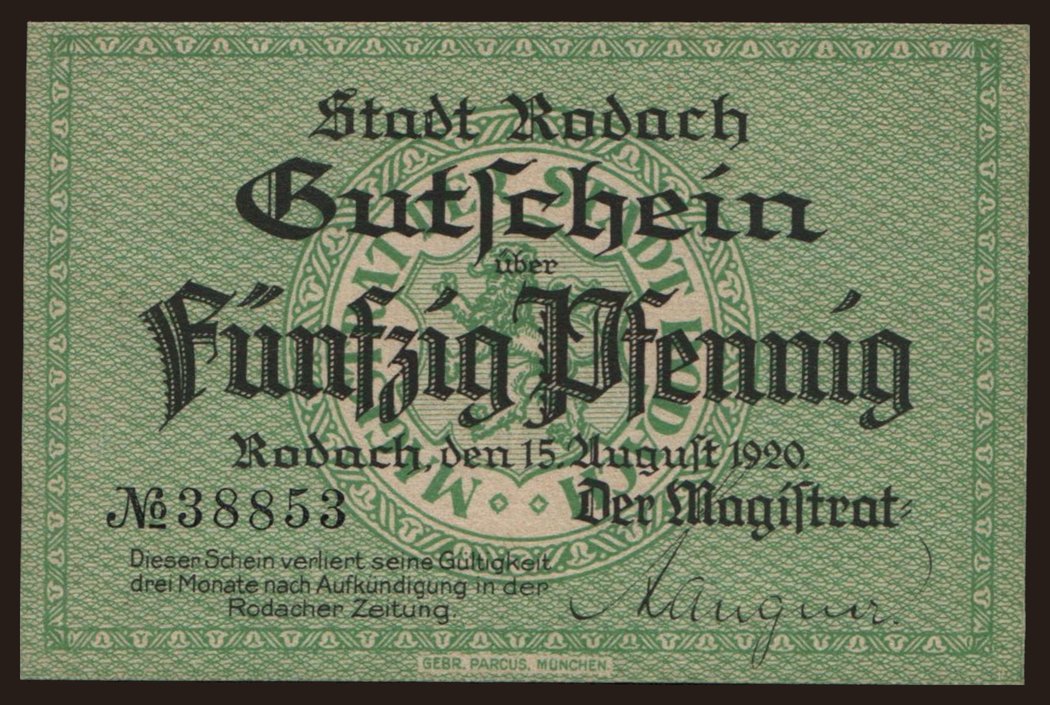 Stadt Rodach
Gutschein
über
Fünfzig Pfennig
Rodach, den 15. August 1920.
№ 38853
Der Magistrat:
Dieser Schein verliert seine Gültigkeit
drei Monate nach Aufkündigung in der
Rodacher Zeitung.
GEBR. PARCUS, MÜNCHEN.